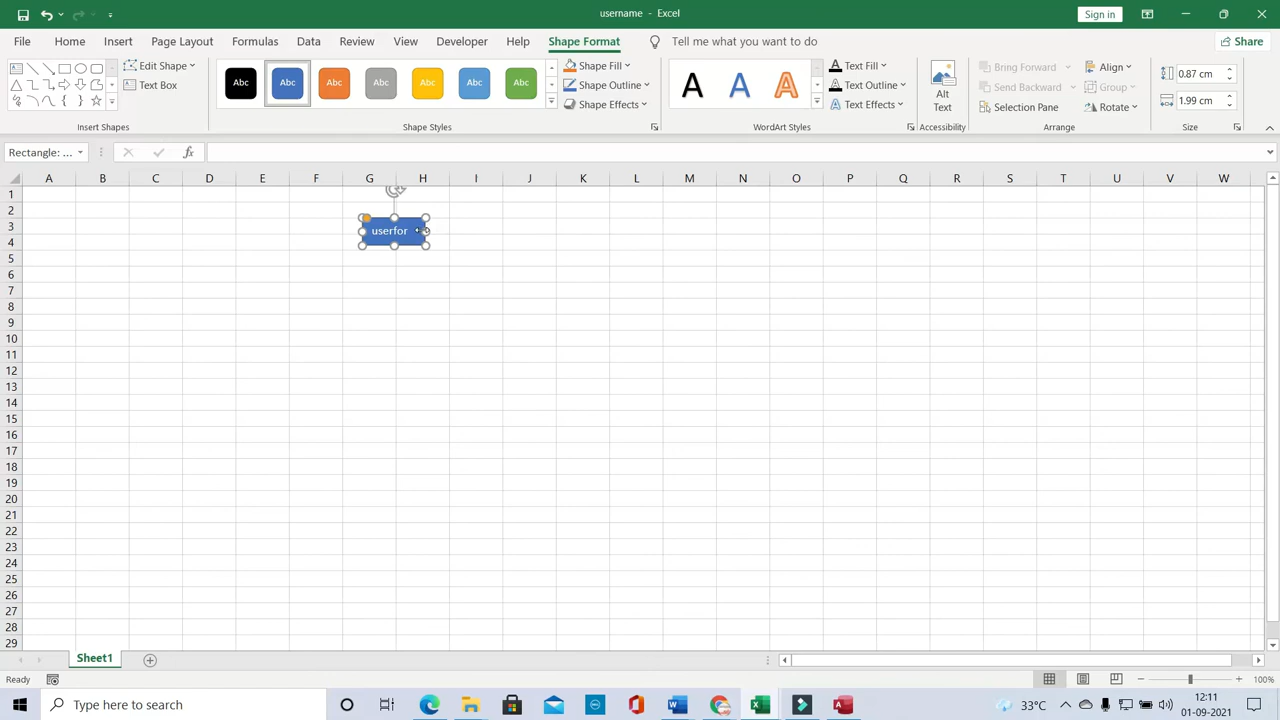 username - Excel
Sign in
File Home Insert Page Layout Formulas Data Review View Developer Help Shape Format Tell me what you want to do Share
Edit Shape
Text Box
Insert Shapes
Abc Abc Abc Abc Abc Abc Abc
Shape Styles
Shape Fill
Shape Outline
Shape Effects
A A A
WordArt Styles
Text Fill
Text Outline
Text Effects
Alt
Text
Accessibility
Bring Forward
Send Backward
Selection Pane
Align
Group
Rotate
Arrange
0.87 cm
1.99 cm
Size
Rectangle: ...
fx
A B C D E F G H I J K L M N O P Q R S T U V W
1
2
3
userfor
4
5
6
7
8
9
10
11
12
13
14
15
16
17
18
19
20
21
22
23
24
25
26
27
28
29
Sheet1
Ready
100%
Type here to search
33°C
12:11
01-09-2021